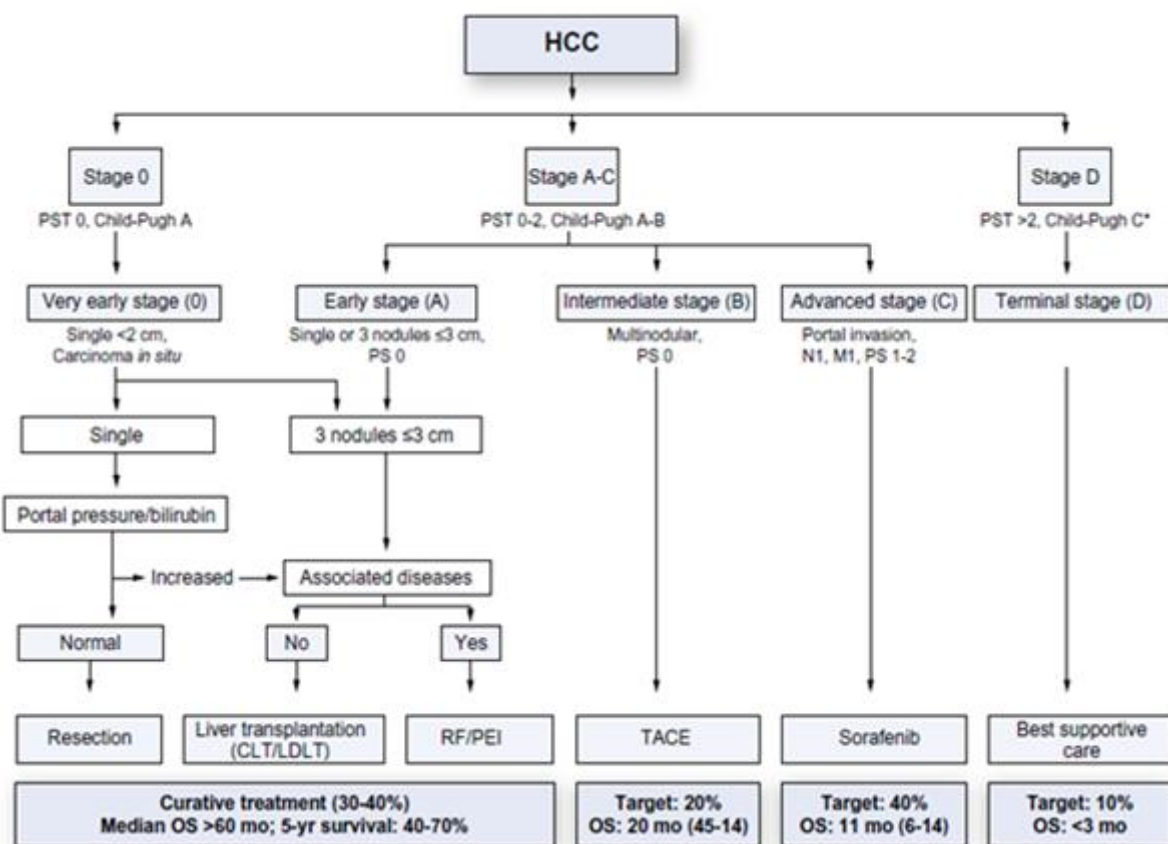 HCC
Stage 0
PST 0, Child-Pugh A
Stage A-C
PST 0-2, Child-Pugh A-B
Stage D
PST >2, Child-Pugh C*
Very early stage (0)
Single <2 cm,
Carcinoma in situ
Early stage (A)
Single or 3 nodules ≤3 cm,
PS 0
Intermediate stage (B)
Multinodular,
PS 0
Advanced stage (C)
Portal invasion,
N1, M1, PS 1-2
Terminal stage (D)
Single
3 nodules ≤3 cm
Portal pressure/bilirubin
Increased
Associated diseases
Normal
No
Yes
Resection
Liver transplantation
(CLT/LDLT)
RF/PEI
TACE
Sorafenib
Best supportive
care
Curative treatment (30-40%)
Median OS >60 mo; 5-yr survival: 40-70%
Target: 20%
OS: 20 mo (45-14)
Target: 40%
OS: 11 mo (6-14)
Target: 10%
OS: <3 mo